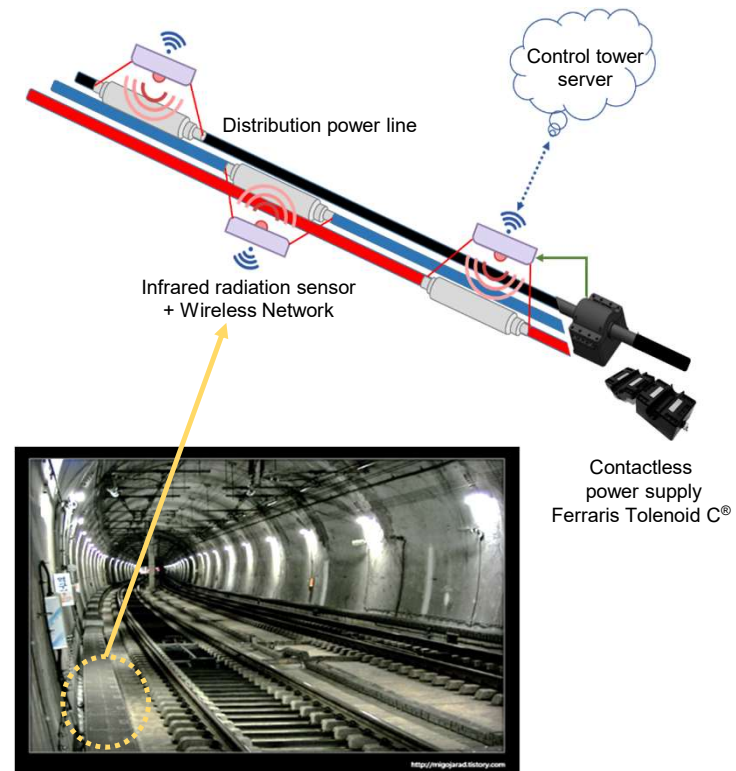 Control tower
server
Distribution power line
Infrared radiation sensor
+ Wireless Network
Contactless
power supply
Ferraris Tolenoid C®
http://migojarad.tistory.com